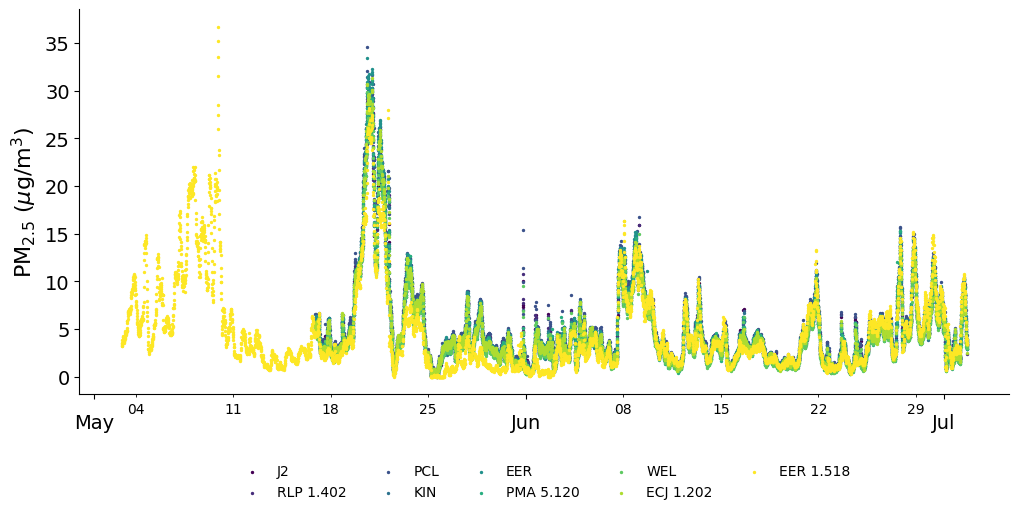 PM2.5 (μg/m3)
35
30
25
20
15
10
5
0
04 11 18 25 08 15 22 29
May Jun Jul
J2 PCL EER WEL EER 1.518
RLP 1.402 KIN PMA 5.120 ECJ 1.202